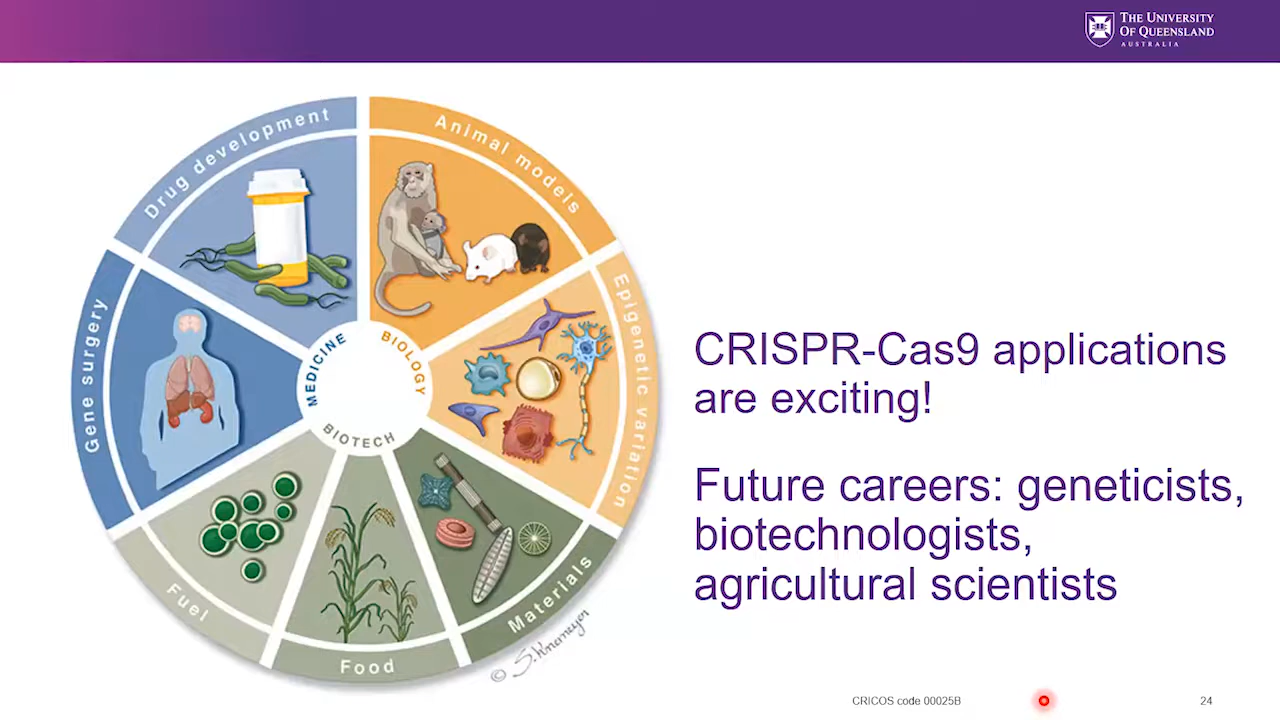 THE UNIVERSITY
OF QUEENSLAND
AUSTRALIA
Drug development
Animal models
Gene surgery
Epigenetic variation
MEDICINE
BIOLOGY
BIOTECH
Fuel
Food
Materials
© S. Knemeyer
CRISPR-Cas9 applications
are exciting!
Future careers: geneticists,
biotechnologists,
agricultural scientists
CRICOS code 00025B
24